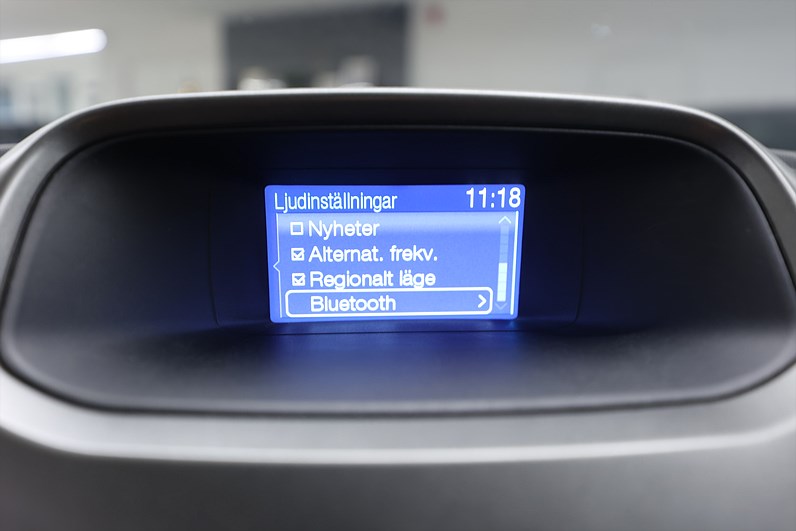 Ljudinställningar 11:18
Nyheter
Alternat. frekv.
Regionalt läge
Bluetooth